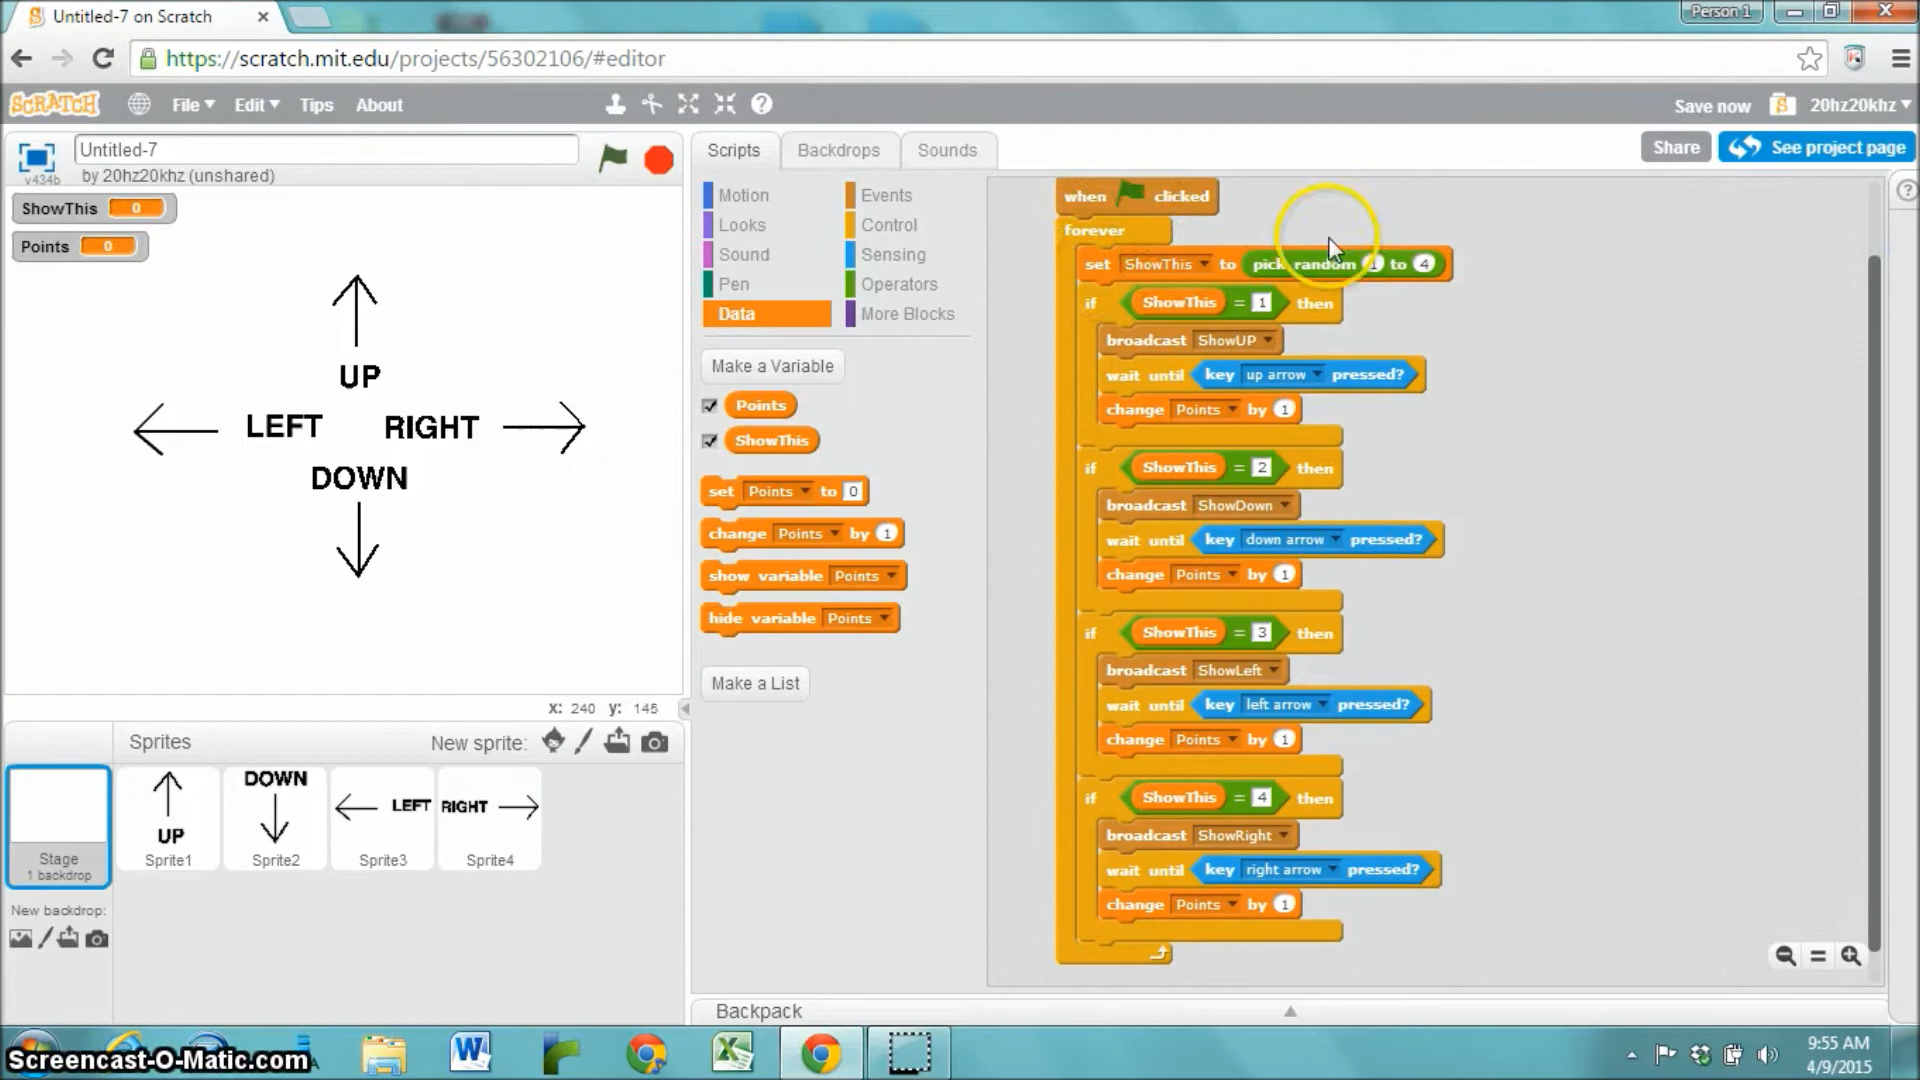 Untitled-7 on Scratch
Person 1
https://scratch.mit.edu/projects/56302106/#editor
SCRATCH
File
Edit
Tips
About
Save now
20hz20khz
Untitled-7
by 20hz20khz (unshared)
v434b
Scripts
Backdrops
Sounds
Share
See project page
ShowThis 0
Points 0
UP
LEFT RIGHT
DOWN
x: 240 y: 145
Motion
Looks
Sound
Pen
Data
Events
Control
Sensing
Operators
More Blocks
Make a Variable
Points
ShowThis
set Points to 0
change Points by 1
show variable Points
hide variable Points
Make a List
when clicked
forever
set ShowThis to pick random 1 to 4
if ShowThis = 1 then
broadcast ShowUP
wait until key up arrow pressed?
change Points by 1
if ShowThis = 2 then
broadcast ShowDown
wait until key down arrow pressed?
change Points by 1
if ShowThis = 3 then
broadcast ShowLeft
wait until key left arrow pressed?
change Points by 1
if ShowThis = 4 then
broadcast ShowRight
wait until key right arrow pressed?
change Points by 1
Sprites
New sprite:
Stage
1 backdrop
New backdrop:
UP
Sprite1
DOWN
Sprite2
LEFT
Sprite3
RIGHT
Sprite4
Backpack
Screencast-O-Matic.com
9:55 AM
4/9/2015